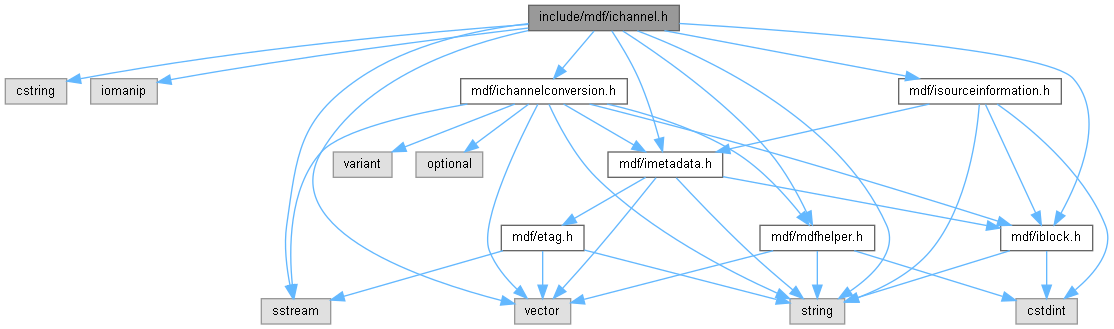 include/mdf/ichannel.h
cstring
iomanip
mdf/ichannelconversion.h
mdf/isourceinformation.h
variant
optional
mdf/imetadata.h
mdf/etag.h
mdf/mdfhelper.h
mdf/iblock.h
sstream
vector
string
cstdint